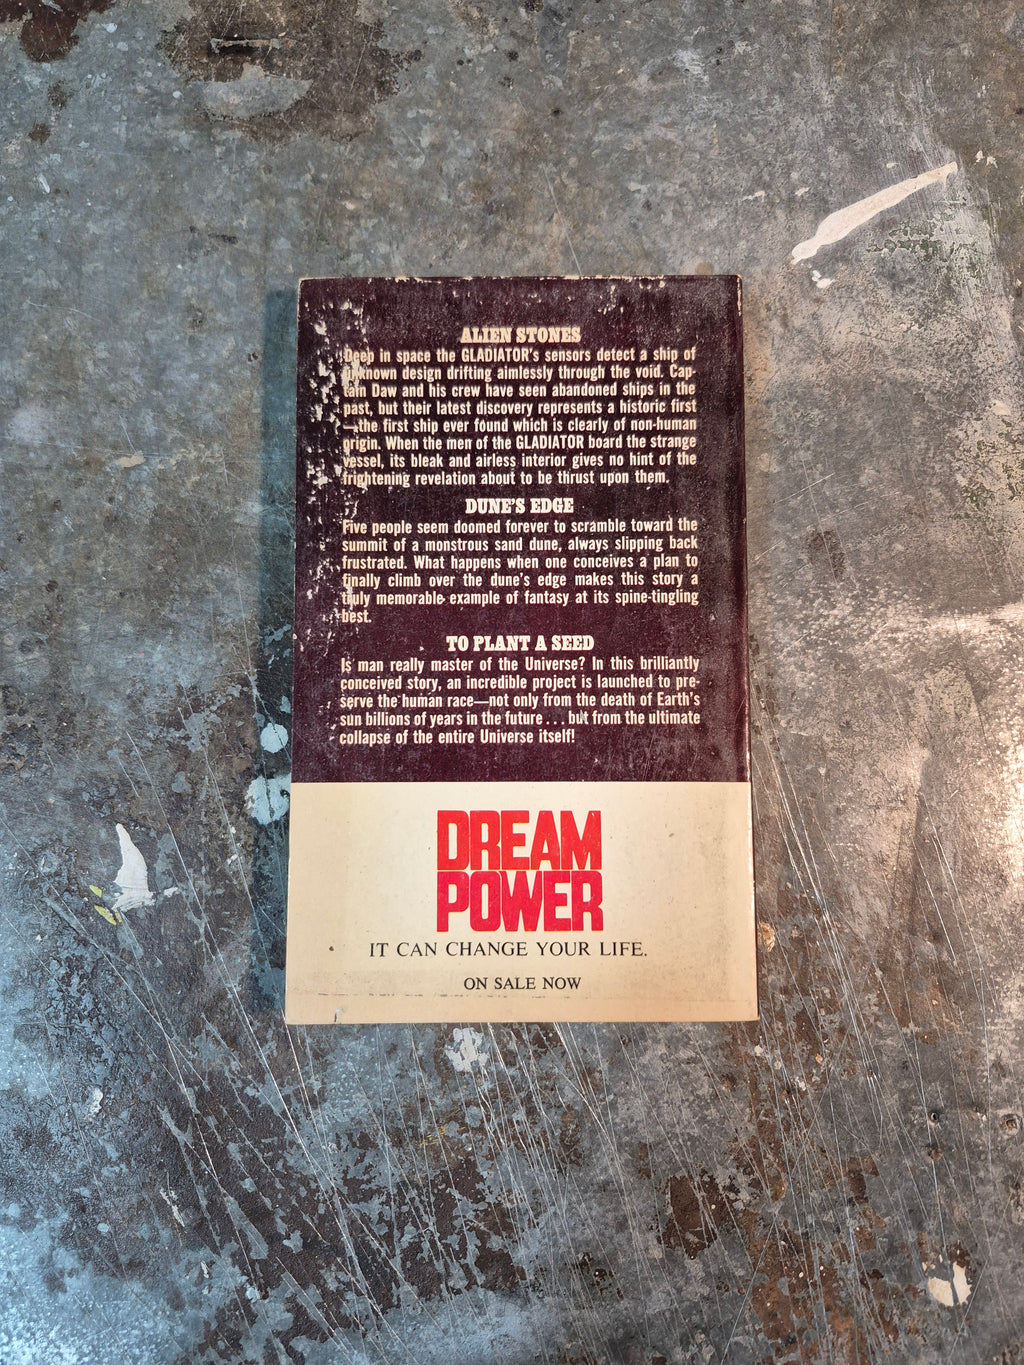 ALIEN STONES
Deep in space the GLADIATOR's sensors detect a ship of
unknown design drifting aimlessly through the void. Cap-
tain Daw and his crew have seen abandoned ships in the
past, but their latest discovery represents a historic first
—the first ship ever found which is clearly of non-human
origin. When the men of the GLADIATOR board the strange
vessel, its bleak and airless interior gives no hint of the
frightening revelation about to be thrust upon them.
DUNE'S EDGE
Five people seem doomed forever to scramble toward the
summit of a monstrous sand dune, always slipping back
frustrated. What happens when one conceives a plan to
finally climb over the dune's edge makes this story a
truly memorable example of fantasy at its spine-tingling
best.
TO PLANT A SEED
Is man really master of the Universe? In this brilliantly
conceived story, an incredible project is launched to pre-
serve the human race—not only from the death of Earth's
sun billions of years in the future . . . but from the ultimate
collapse of the entire Universe itself!
DREAM
POWER
IT CAN CHANGE YOUR LIFE.
ON SALE NOW